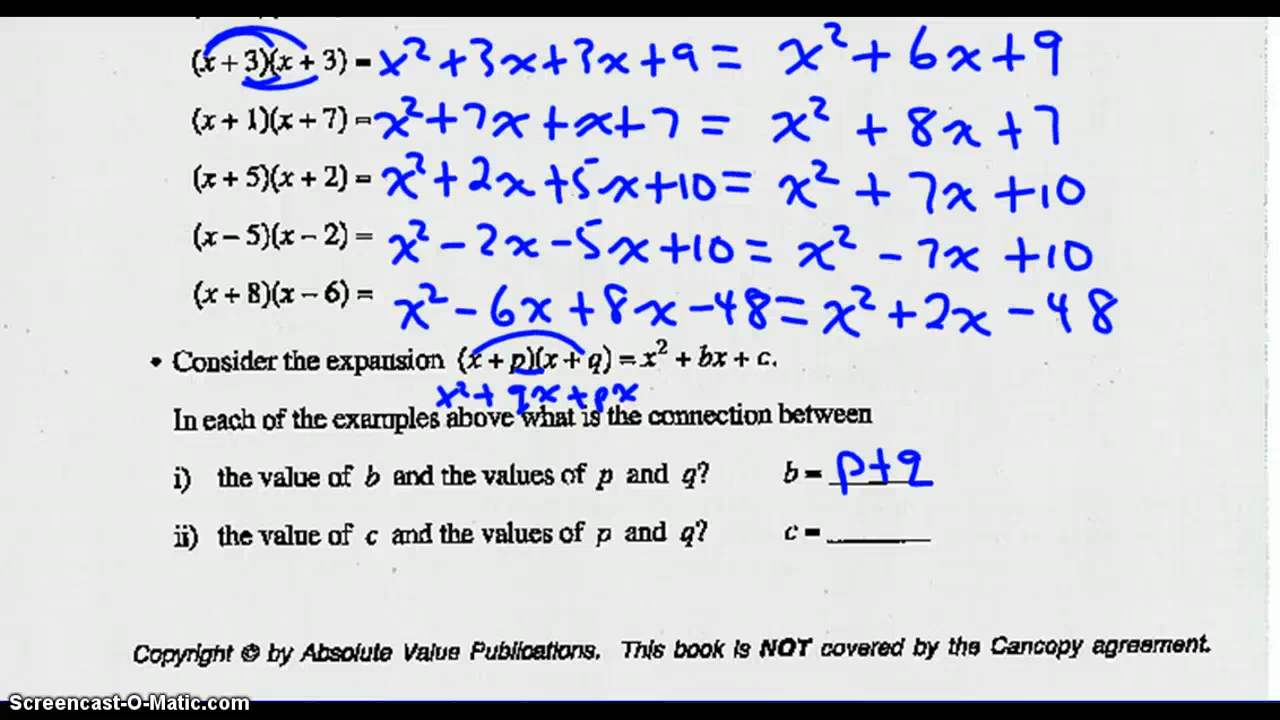 (x + 3)(x + 3) = x² + 3x + 3x + 9 = x² + 6x + 9
(x + 1)(x + 7) = x² + 7x + x + 7 = x² + 8x + 7
(x + 5)(x + 2) = x² + 2x + 5x + 10 = x² + 7x + 10
(x – 5)(x – 2) = x² – 2x – 5x + 10 = x² – 7x + 10
(x + 8)(x – 6) = x² – 6x + 8x – 48 = x² + 2x – 48
• Consider the expansion (x + p)(x + q) = x² + bx + c.
x² + qx + px
In each of the examples above what is the connection between
i) the value of b and the values of p and q? b = p + q
ii) the value of c and the values of p and q? c = ______
Copyright © by Absolute Value Publications. This book is NOT covered by the Cancopy agreement.
Screencast-O-Matic.com